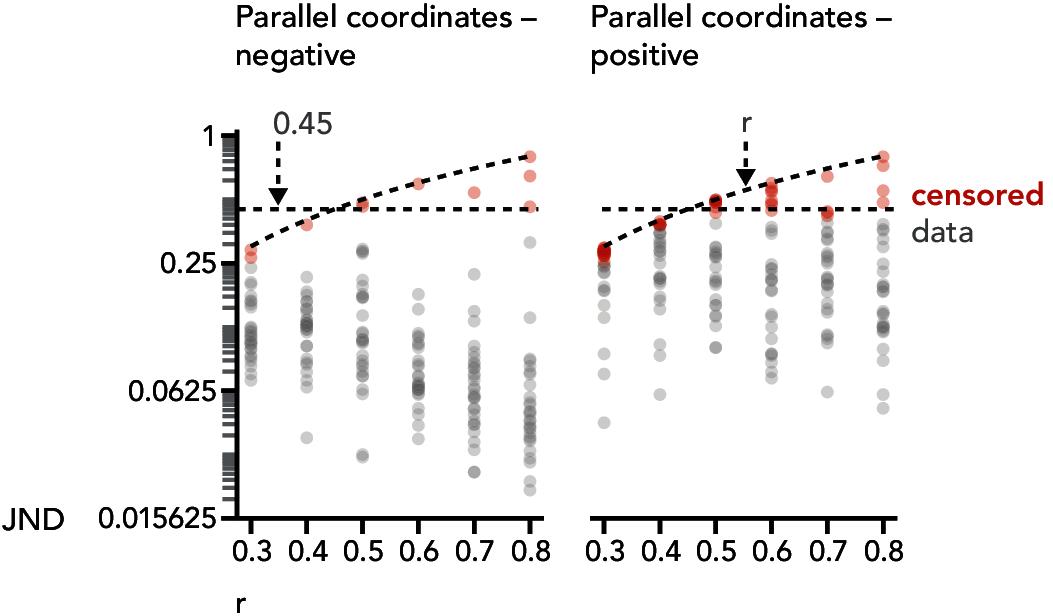 Parallel coordinates –
negative
Parallel coordinates –
positive
0.45
r
1
0.25
0.0625
0.015625
JND
censored
data
0.3 0.4 0.5 0.6 0.7 0.8
0.3 0.4 0.5 0.6 0.7 0.8
r